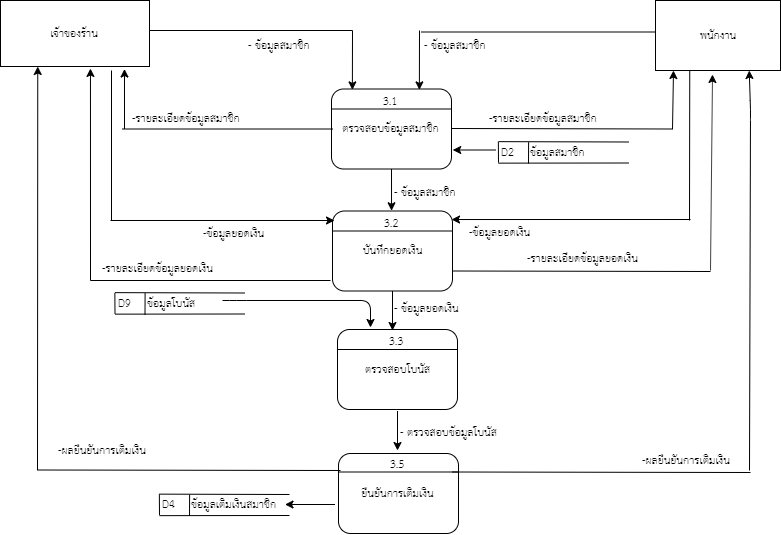 เจ้าของร้าน
พนักงาน
- ข้อมูลสมาชิก
- ข้อมูลสมาชิก
3.1
ตรวจสอบข้อมูลสมาชิก
-รายละเอียดข้อมูลสมาชิก
-รายละเอียดข้อมูลสมาชิก
D2 ข้อมูลสมาชิก
- ข้อมูลสมาชิก
3.2
บันทึกยอดเงิน
-ข้อมูลยอดเงิน
-ข้อมูลยอดเงิน
-รายละเอียดข้อมูลยอดเงิน
-รายละเอียดข้อมูลยอดเงิน
D9 ข้อมูลโบนัส
- ข้อมูลยอดเงิน
3.3
ตรวจสอบโบนัส
- ตรวจสอบข้อมูลโบนัส
-ผลยืนยันการเติมเงิน
-ผลยืนยันการเติมเงิน
3.5
ยืนยันการเติมเงิน
D4 ข้อมูลเติมเงินสมาชิก